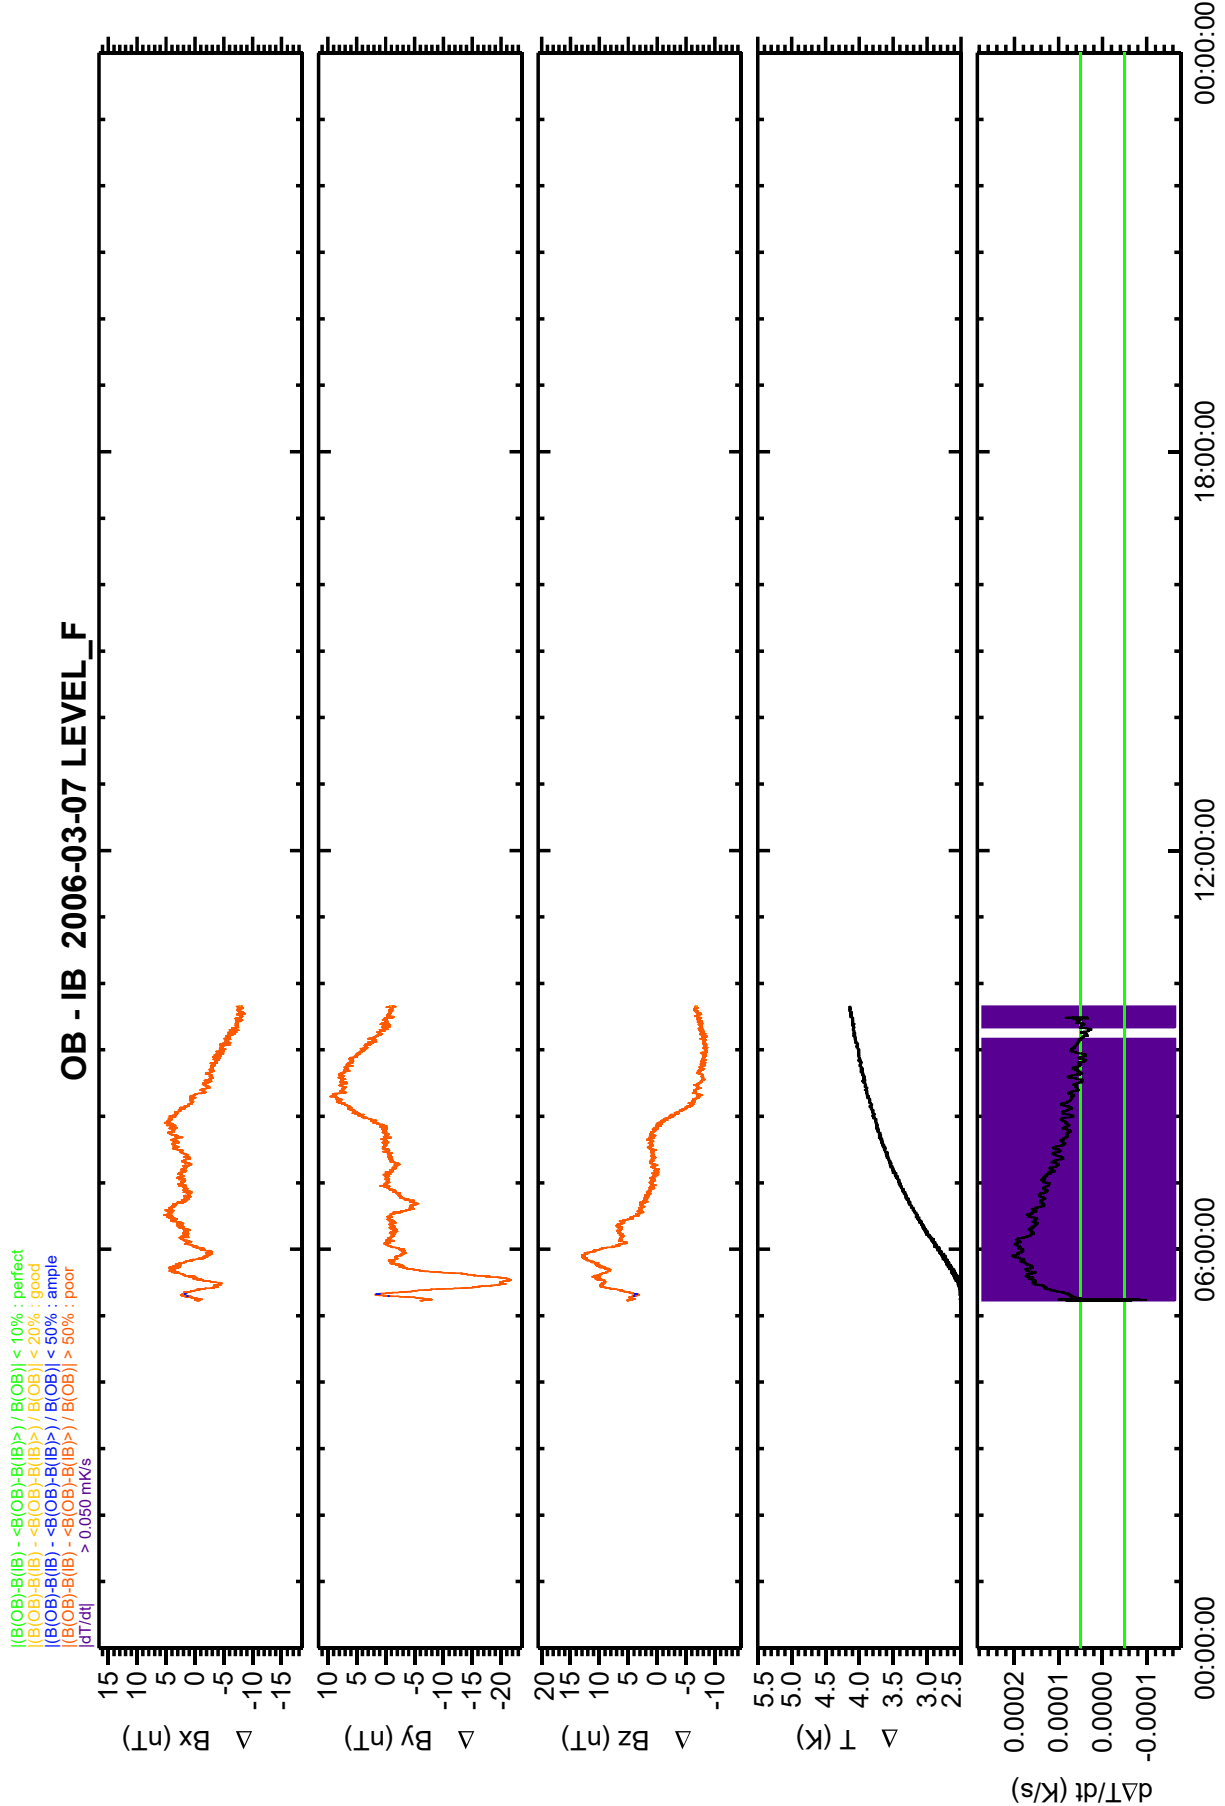 |(B(OB)-B(IB) - <B(OB)-B(IB)>) / B(OB)| < 10% : perfect
|(B(OB)-B(IB) - <B(OB)-B(IB)>) / B(OB)| < 20% : good
|(B(OB)-B(IB) - <B(OB)-B(IB)>) / B(OB)| < 50% : ample
|(B(OB)-B(IB) - <B(OB)-B(IB)>) / B(OB)| > 50% : poor
|dT/dt| > 0.050 mK/s
OB - IB 2006-03-07 LEVEL_F
Δ Bx (nT)
15
10
5
0
-5
-10
-15
Δ By (nT)
10
5
0
-5
-10
-15
-20
Δ Bz (nT)
20
15
10
5
0
-5
-10
Δ T (K)
5.5
5.0
4.5
4.0
3.5
3.0
2.5
dΔT/dt (K/s)
0.0002
0.0001
0.0000
-0.0001
00:00:00 06:00:00 12:00:00 18:00:00 00:00:00